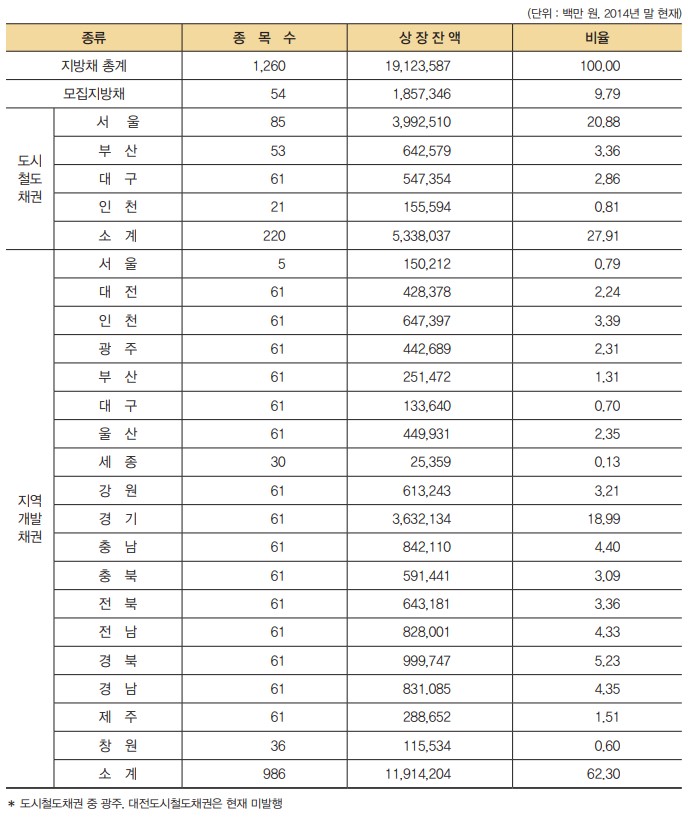 (단위 : 백만 원, 2014년 말 현재)
종류 종 목 수 상 장 잔 액 비율
지방채 총계 1,260 19,123,587 100.00
모집지방채 54 1,857,346 9.79
도시 철도 채권 서 울 85 3,992,510 20.88
부 산 53 642,579 3.36
대 구 61 547,354 2.86
인 천 21 155,594 0.81
소 계 220 5,338,037 27.91
지역 개발 채권 서 울 5 150,212 0.79
대 전 61 428,378 2.24
인 천 61 647,397 3.39
광 주 61 442,689 2.31
부 산 61 251,472 1.31
대 구 61 133,640 0.70
울 산 61 449,931 2.35
세 종 30 25,359 0.13
강 원 61 613,243 3.21
경 기 61 3,632,134 18.99
충 남 61 842,110 4.40
충 북 61 591,441 3.09
전 북 61 643,181 3.36
전 남 61 828,001 4.33
경 북 61 999,747 5.23
경 남 61 831,085 4.35
제 주 61 288,652 1.51
창 원 36 115,534 0.60
소 계 986 11,914,204 62.30
* 도시철도채권 중 광주, 대전도시철도채권은 현재 미발행